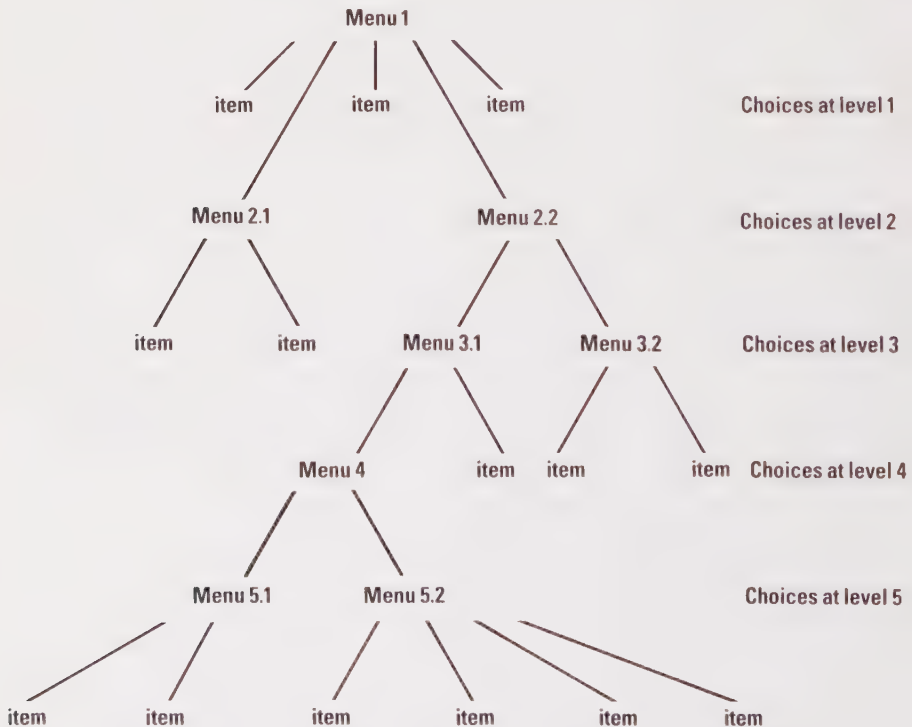 Menu 1
item item item Choices at level 1
Menu 2.1 Menu 2.2 Choices at level 2
item item Menu 3.1 Menu 3.2 Choices at level 3
Menu 4 item item item Choices at level 4
Menu 5.1 Menu 5.2 Choices at level 5
item item item item item item